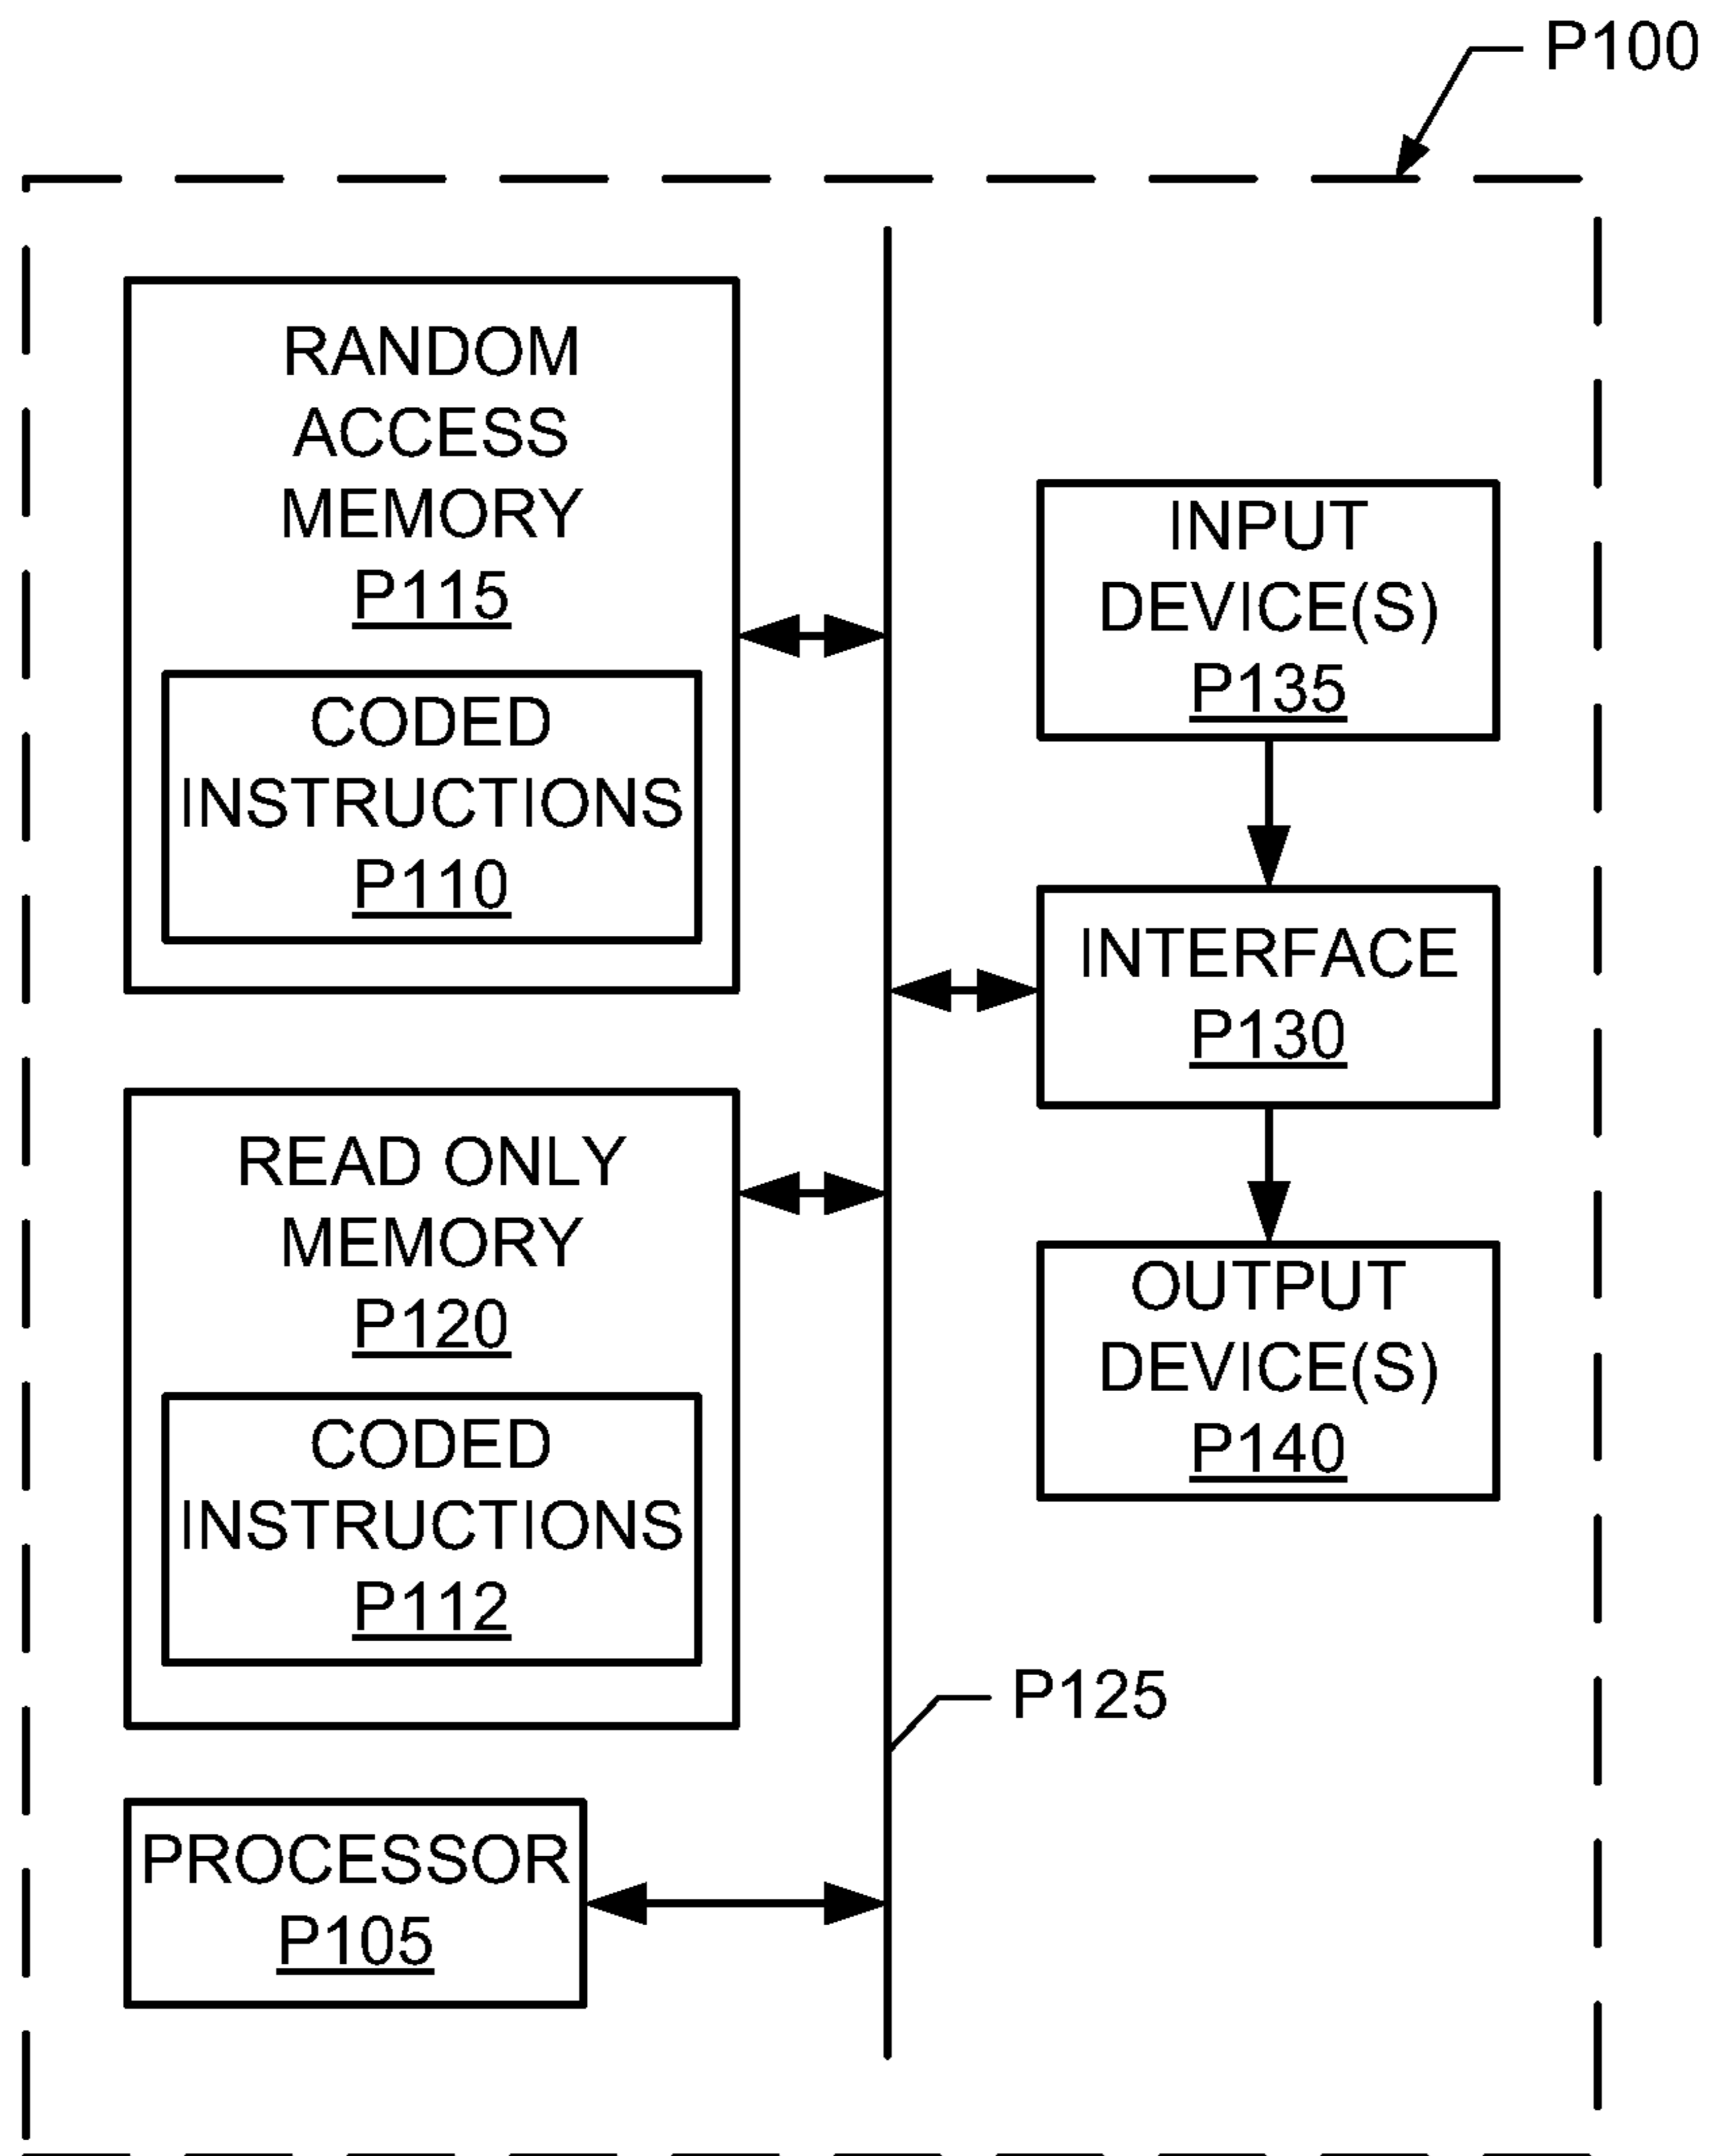 P100
RANDOM
ACCESS
MEMORY
P115
CODED
INSTRUCTIONS
P110
READ ONLY
MEMORY
P120
CODED
INSTRUCTIONS
P112
PROCESSOR
P105
INPUT
DEVICE(S)
P135
INTERFACE
P130
OUTPUT
DEVICE(S)
P140
P125